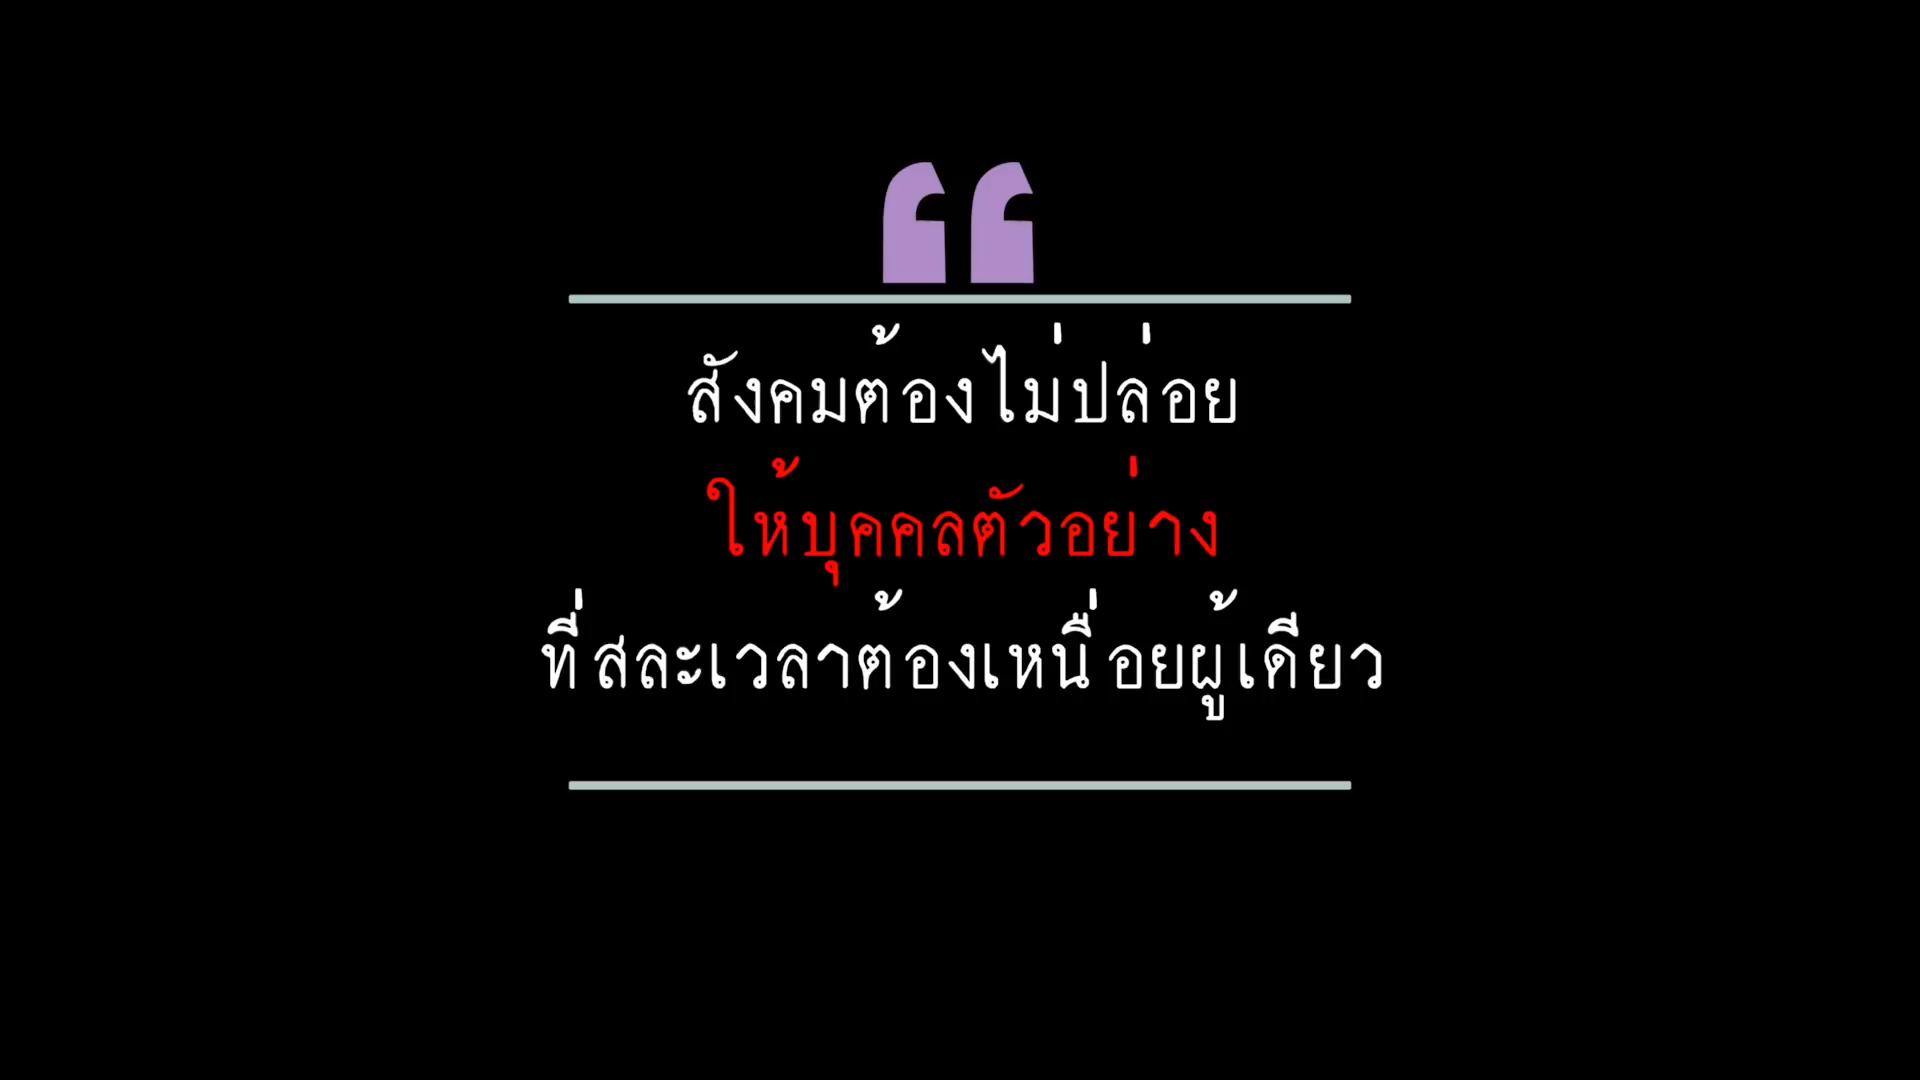 “
สังคมต้องไม่ปล่อย
ให้บุคคลตัวอย่าง
ที่สละเวลาต้องเหนื่อยผู้เดียว